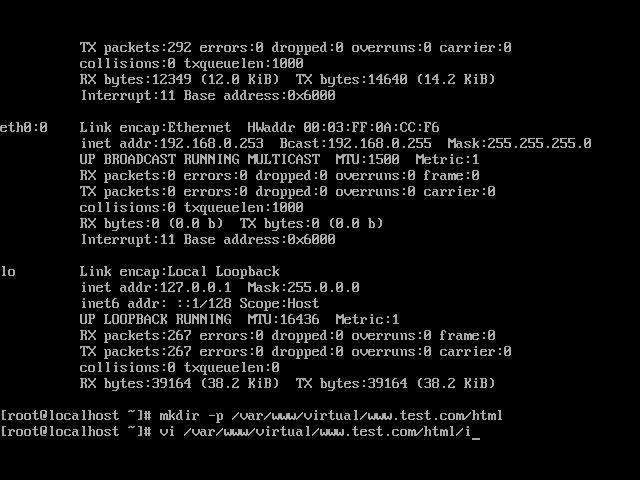 TX packets:292 errors:0 dropped:0 overruns:0 carrier:0
collisions:0 txqueuelen:1000
RX bytes:12349 (12.0 KiB)  TX bytes:14640 (14.2 KiB)
Interrupt:11 Base address:0x6000
eth0:0    Link encap:Ethernet  HWaddr 00:03:FF:0A:CC:F6
inet addr:192.168.0.253  Bcast:192.168.0.255  Mask:255.255.255.0
UP BROADCAST RUNNING MULTICAST  MTU:1500  Metric:1
RX packets:0 errors:0 dropped:0 overruns:0 frame:0
TX packets:0 errors:0 dropped:0 overruns:0 carrier:0
collisions:0 txqueuelen:1000
RX bytes:0 (0.0 b)  TX bytes:0 (0.0 b)
Interrupt:11 Base address:0x6000
lo        Link encap:Local Loopback
inet addr:127.0.0.1  Mask:255.0.0.0
inet6 addr: ::1/128 Scope:Host
UP LOOPBACK RUNNING  MTU:16436  Metric:1
RX packets:267 errors:0 dropped:0 overruns:0 frame:0
TX packets:267 errors:0 dropped:0 overruns:0 carrier:0
collisions:0 txqueuelen:0
RX bytes:39164 (38.2 KiB)  TX bytes:39164 (38.2 KiB)
[root@localhost ~]# mkdir -p /var/www/virtual/www.test.com/html
[root@localhost ~]# vi /var/www/virtual/www.test.com/html/i_